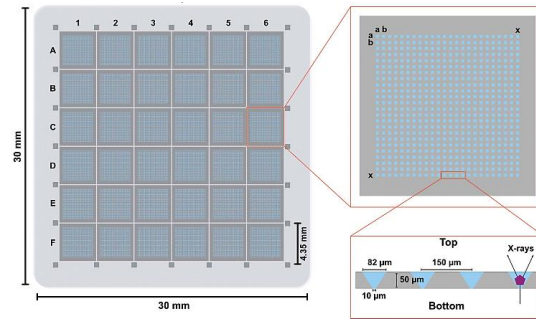 1 2 3 4 5 6
A
B
C
D
E
F
30 mm
30 mm
4.35 mm
a b
x
a
b
x
Top
X-rays
82 µm
150 µm
50 µm
10 µm
Bottom